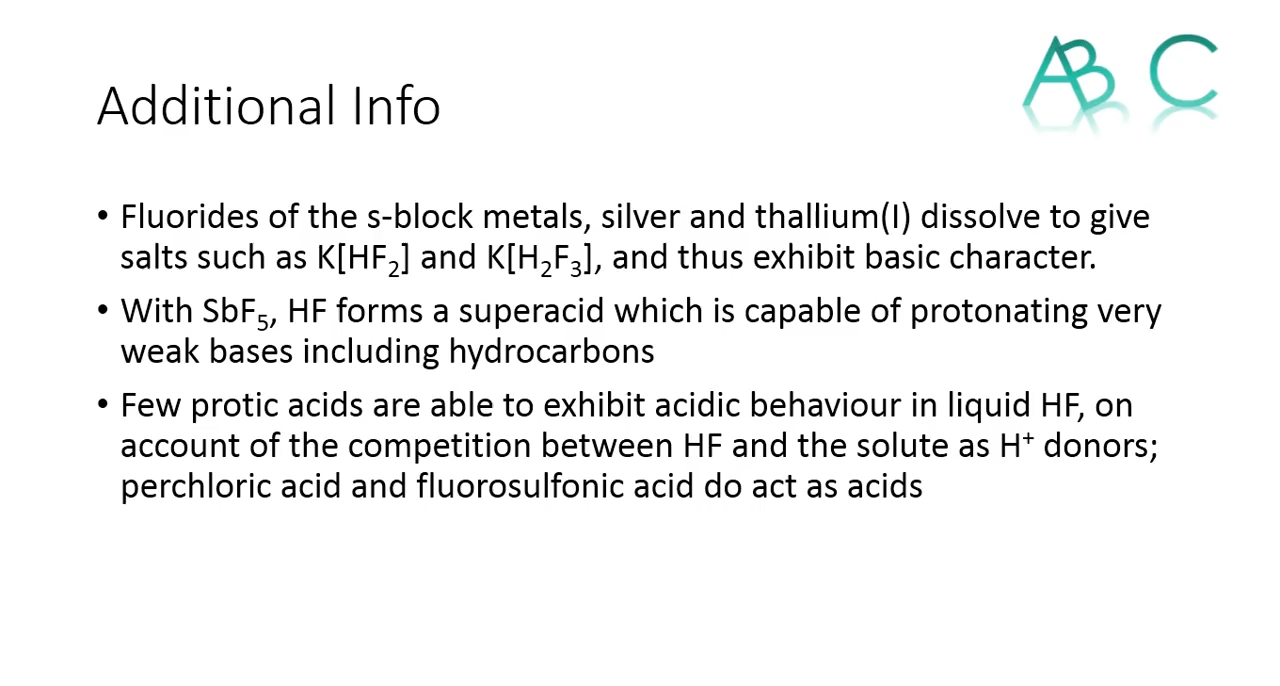 ABC
Additional Info
• Fluorides of the s-block metals, silver and thallium(I) dissolve to give
salts such as K[HF₂] and K[H₂F₃], and thus exhibit basic character.
• With SbF₅, HF forms a superacid which is capable of protonating very
weak bases including hydrocarbons
• Few protic acids are able to exhibit acidic behaviour in liquid HF, on
account of the competition between HF and the solute as H⁺ donors;
perchloric acid and fluorosulfonic acid do act as acids